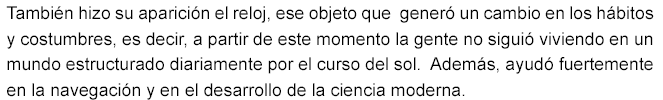 También hizo su aparición el reloj, ese objeto que  generó un cambio en los hábitos
y costumbres, es decir, a partir de este momento la gente no siguió viviendo en un
mundo estructurado diariamente por el curso del sol.  Además, ayudó fuertemente
en la navegación y en el desarrollo de la ciencia moderna.